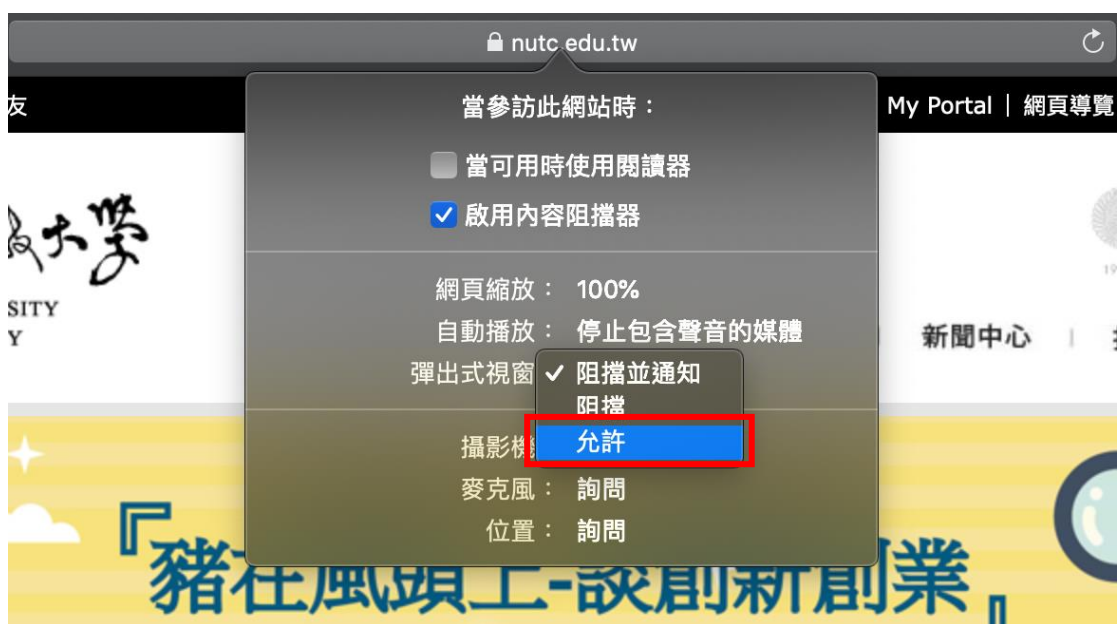 nutc.edu.tw
友
My Portal | 網頁導覽
當參訪此網站時：
當可用時使用閱讀器
啟用內容阻擋器
大學
SITY
Y
19
網頁縮放： 100%
自動播放： 停止包含聲音的媒體
新聞中心
彈出式視窗 ✓ 阻擋並通知
阻擋
允許
攝影機
麥克風： 詢問
位置： 詢問
『豬在風頭上-談創新創業』